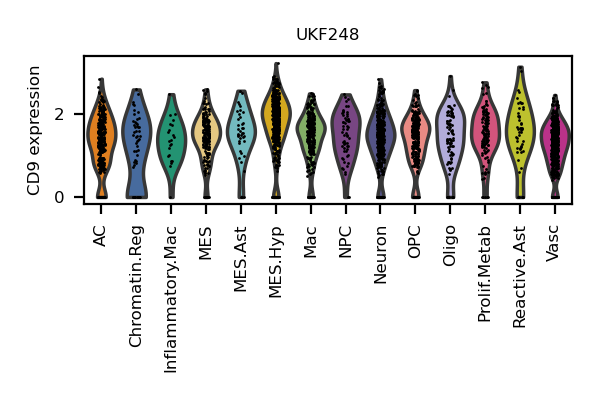 UKF248
CD9 expression
2
0
AC
Chromatin.Reg
Inflammatory.Mac
MES
MES.Ast
MES.Hyp
Mac
NPC
Neuron
OPC
Oligo
Prolif.Metab
Reactive.Ast
Vasc